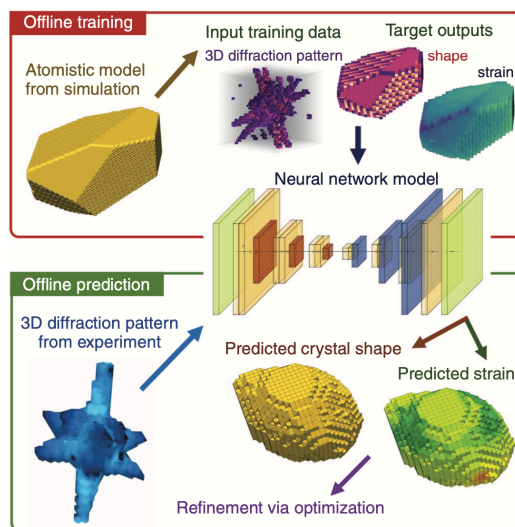 Offline training
Input training data
Target outputs
3D diffraction pattern
shape
Atomistic model
from simulation
strain
Neural network model
Offline prediction
3D diffraction pattern
from experiment
Predicted crystal shape
Predicted strain
Refinement via optimization